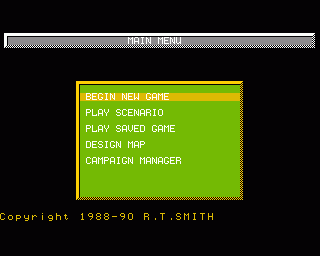 MAIN MENU
BEGIN NEW GAME
PLAY SCENARIO
PLAY SAVED GAME
DESIGN MAP
CAMPAIGN MANAGER
Copyright 1988-90 R.T.SMITH